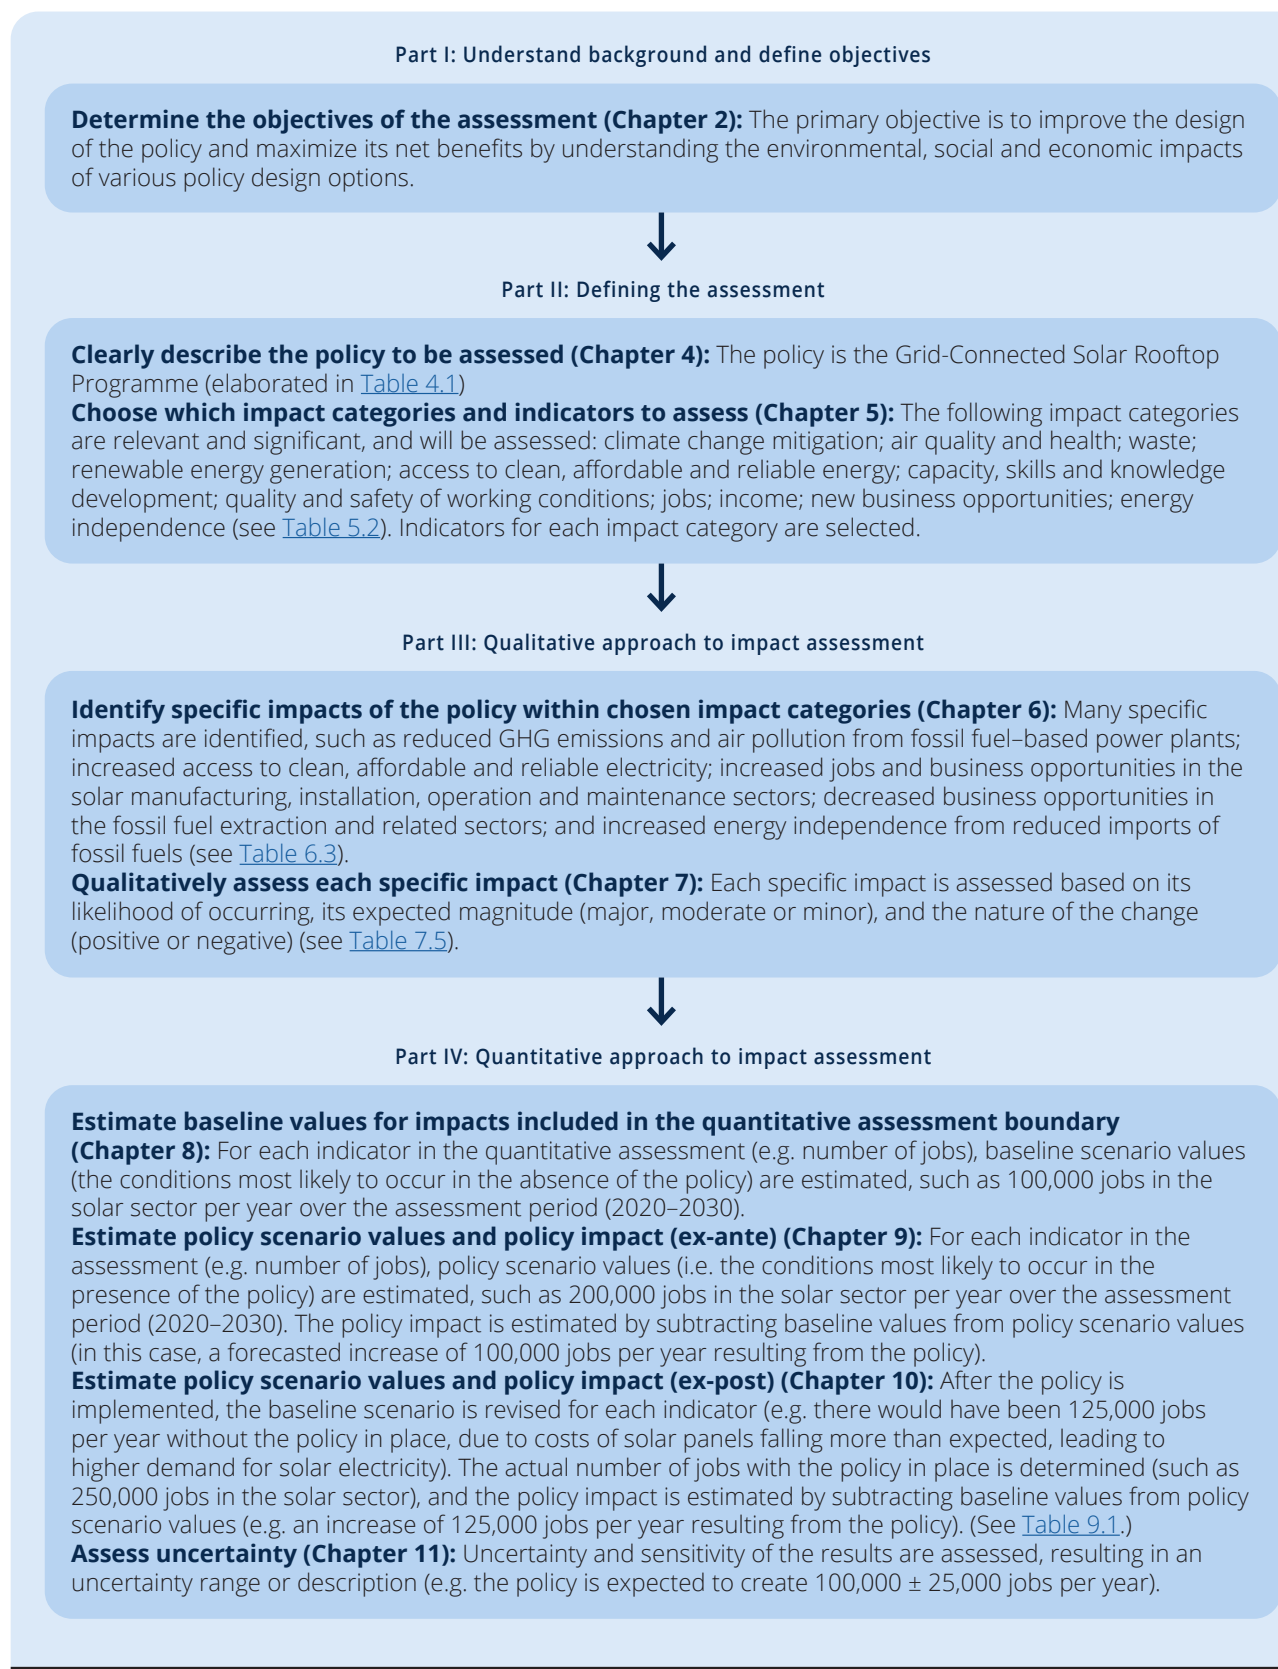 Part I: Understand background and define objectives
Determine the objectives of the assessment (Chapter 2): The primary objective is to improve the design
of the policy and maximize its net benefits by understanding the environmental, social and economic impacts
of various policy design options.
Part II: Defining the assessment
Clearly describe the policy to be assessed (Chapter 4): The policy is the Grid-Connected Solar Rooftop
Programme (elaborated in Table 4.1)
Choose which impact categories and indicators to assess (Chapter 5): The following impact categories
are relevant and significant, and will be assessed: climate change mitigation; air quality and health; waste;
renewable energy generation; access to clean, affordable and reliable energy; capacity, skills and knowledge
development; quality and safety of working conditions; jobs; income; new business opportunities; energy
independence (see Table 5.2). Indicators for each impact category are selected.
Part III: Qualitative approach to impact assessment
Identify specific impacts of the policy within chosen impact categories (Chapter 6): Many specific
impacts are identified, such as reduced GHG emissions and air pollution from fossil fuel–based power plants;
increased access to clean, affordable and reliable electricity; increased jobs and business opportunities in the
solar manufacturing, installation, operation and maintenance sectors; decreased business opportunities in
the fossil fuel extraction and related sectors; and increased energy independence from reduced imports of
fossil fuels (see Table 6.3).
Qualitatively assess each specific impact (Chapter 7): Each specific impact is assessed based on its
likelihood of occurring, its expected magnitude (major, moderate or minor), and the nature of the change
(positive or negative) (see Table 7.5).
Part IV: Quantitative approach to impact assessment
Estimate baseline values for impacts included in the quantitative assessment boundary
(Chapter 8): For each indicator in the quantitative assessment (e.g. number of jobs), baseline scenario values
(the conditions most likely to occur in the absence of the policy) are estimated, such as 100,000 jobs in the
solar sector per year over the assessment period (2020–2030).
Estimate policy scenario values and policy impact (ex-ante) (Chapter 9): For each indicator in the
assessment (e.g. number of jobs), policy scenario values (i.e. the conditions most likely to occur in the
presence of the policy) are estimated, such as 200,000 jobs in the solar sector per year over the assessment
period (2020–2030). The policy impact is estimated by subtracting baseline values from policy scenario values
(in this case, a forecasted increase of 100,000 jobs per year resulting from the policy).
Estimate policy scenario values and policy impact (ex-post) (Chapter 10): After the policy is
implemented, the baseline scenario is revised for each indicator (e.g. there would have been 125,000 jobs
per year without the policy in place, due to costs of solar panels falling more than expected, leading to
higher demand for solar electricity). The actual number of jobs with the policy in place is determined (such as
250,000 jobs in the solar sector), and the policy impact is estimated by subtracting baseline values from policy
scenario values (e.g. an increase of 125,000 jobs per year resulting from the policy). (See Table 9.1.)
Assess uncertainty (Chapter 11): Uncertainty and sensitivity of the results are assessed, resulting in an
uncertainty range or description (e.g. the policy is expected to create 100,000 ± 25,000 jobs per year).